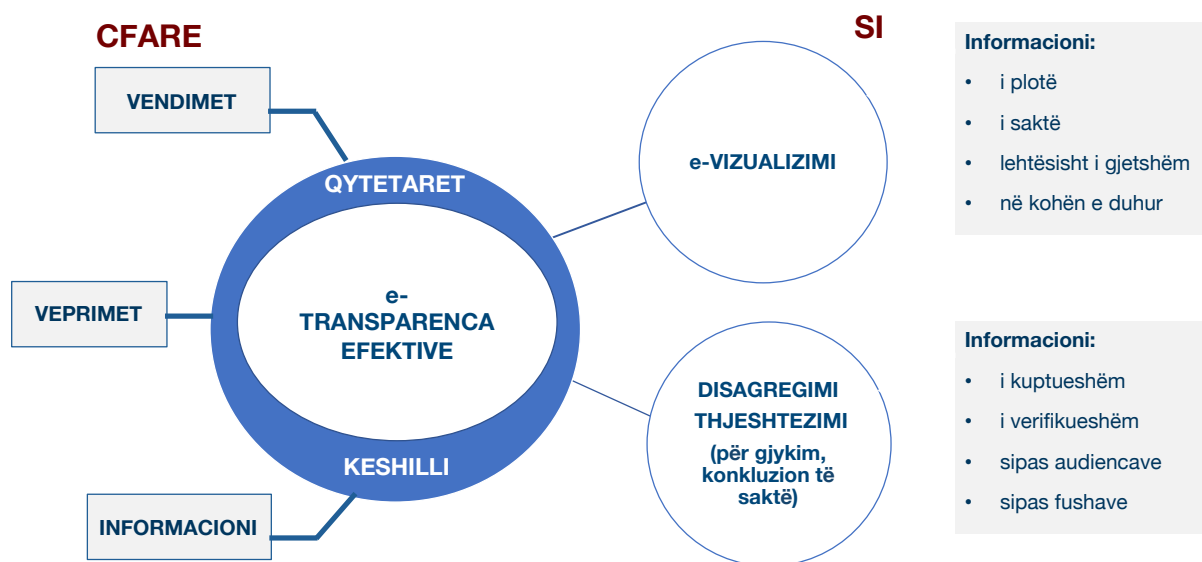 CFARE
VENDIMET
VEPRIMET
INFORMACIONI
QYTETARET
e-
TRANSPARENCA
EFEKTIVE
KESHILLI
SI
e-VIZUALIZIMI
DISAGREGIMI
THJESHTEZIMI
(për gjykim,
konkluzion të
saktë)
Informacioni:
• i plotë
• i saktë
• lehtësisht i gjetshëm
• në kohën e duhur
Informacioni:
• i kuptueshëm
• i verifikueshëm
• sipas audiencave
• sipas fushave